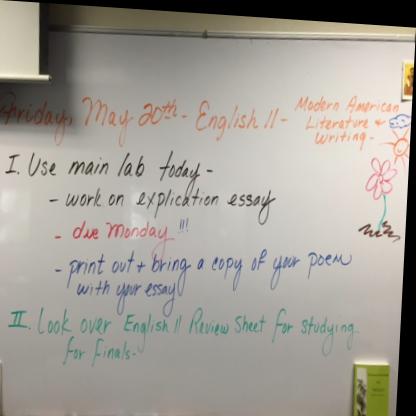 Friday, May 20th - English 11 - Modern American
Literature +
Writing -
I. Use main lab today -
- work on explication essay
- due Monday !!!
- print out + bring a copy of your poem
with your essay
II. Look over English 11 Review Sheet for studying
for finals -